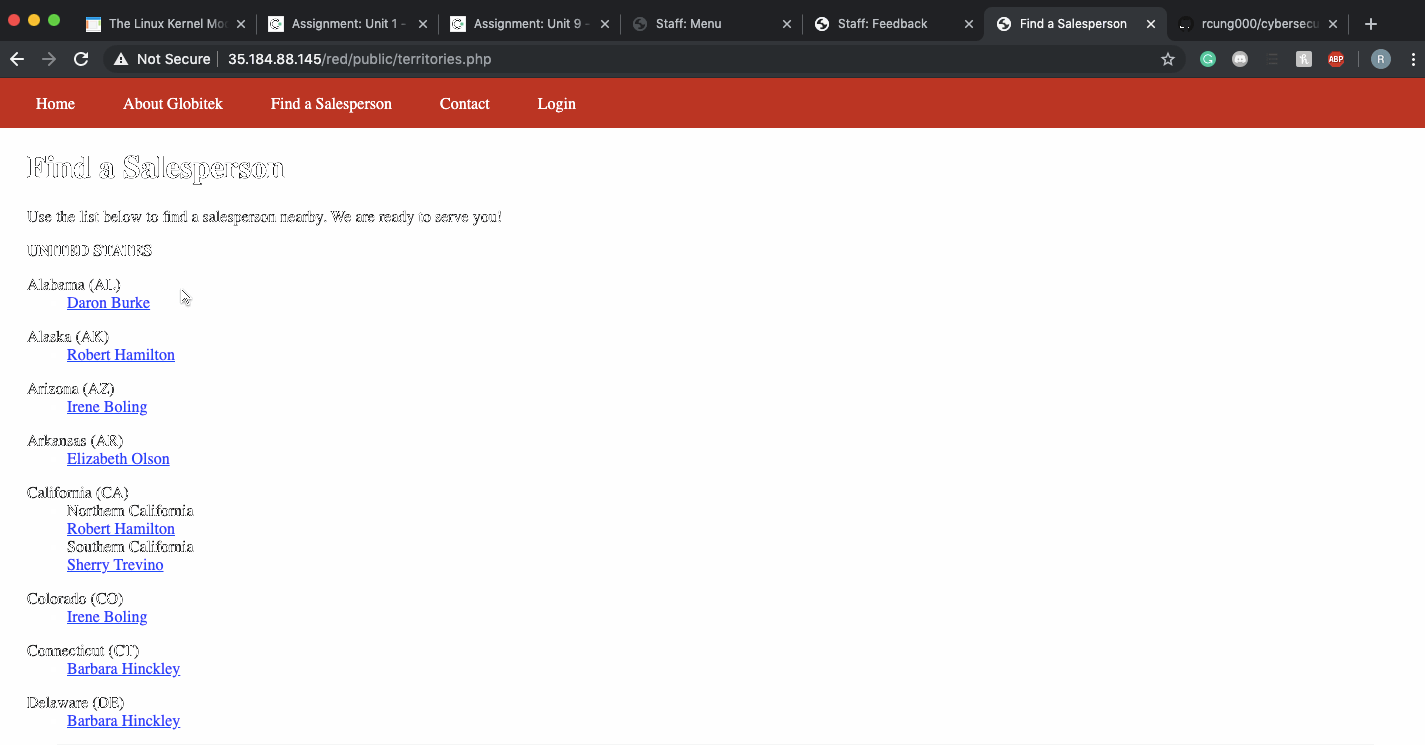 The Linux Kernel Mo
Assignment: Unit 1 -
Assignment: Unit 9 -
Staff: Menu
Staff: Feedback
Find a Salesperson
rcung000/cybersecu
Not Secure
35.184.88.145/red/public/territories.php
ABP
R
Home About Globitek Find a Salesperson Contact Login
Find a Salesperson
Use the list below to find a salesperson nearby. We are ready to serve you!
UNITED STATES
Alabama (AL)
Daron Burke
Alaska (AK)
Robert Hamilton
Arizona (AZ)
Irene Boling
Arkansas (AR)
Elizabeth Olson
California (CA)
Northern California
Robert Hamilton
Southern California
Sherry Trevino
Colorado (CO)
Irene Boling
Connecticut (CT)
Barbara Hinckley
Delaware (DE)
Barbara Hinckley